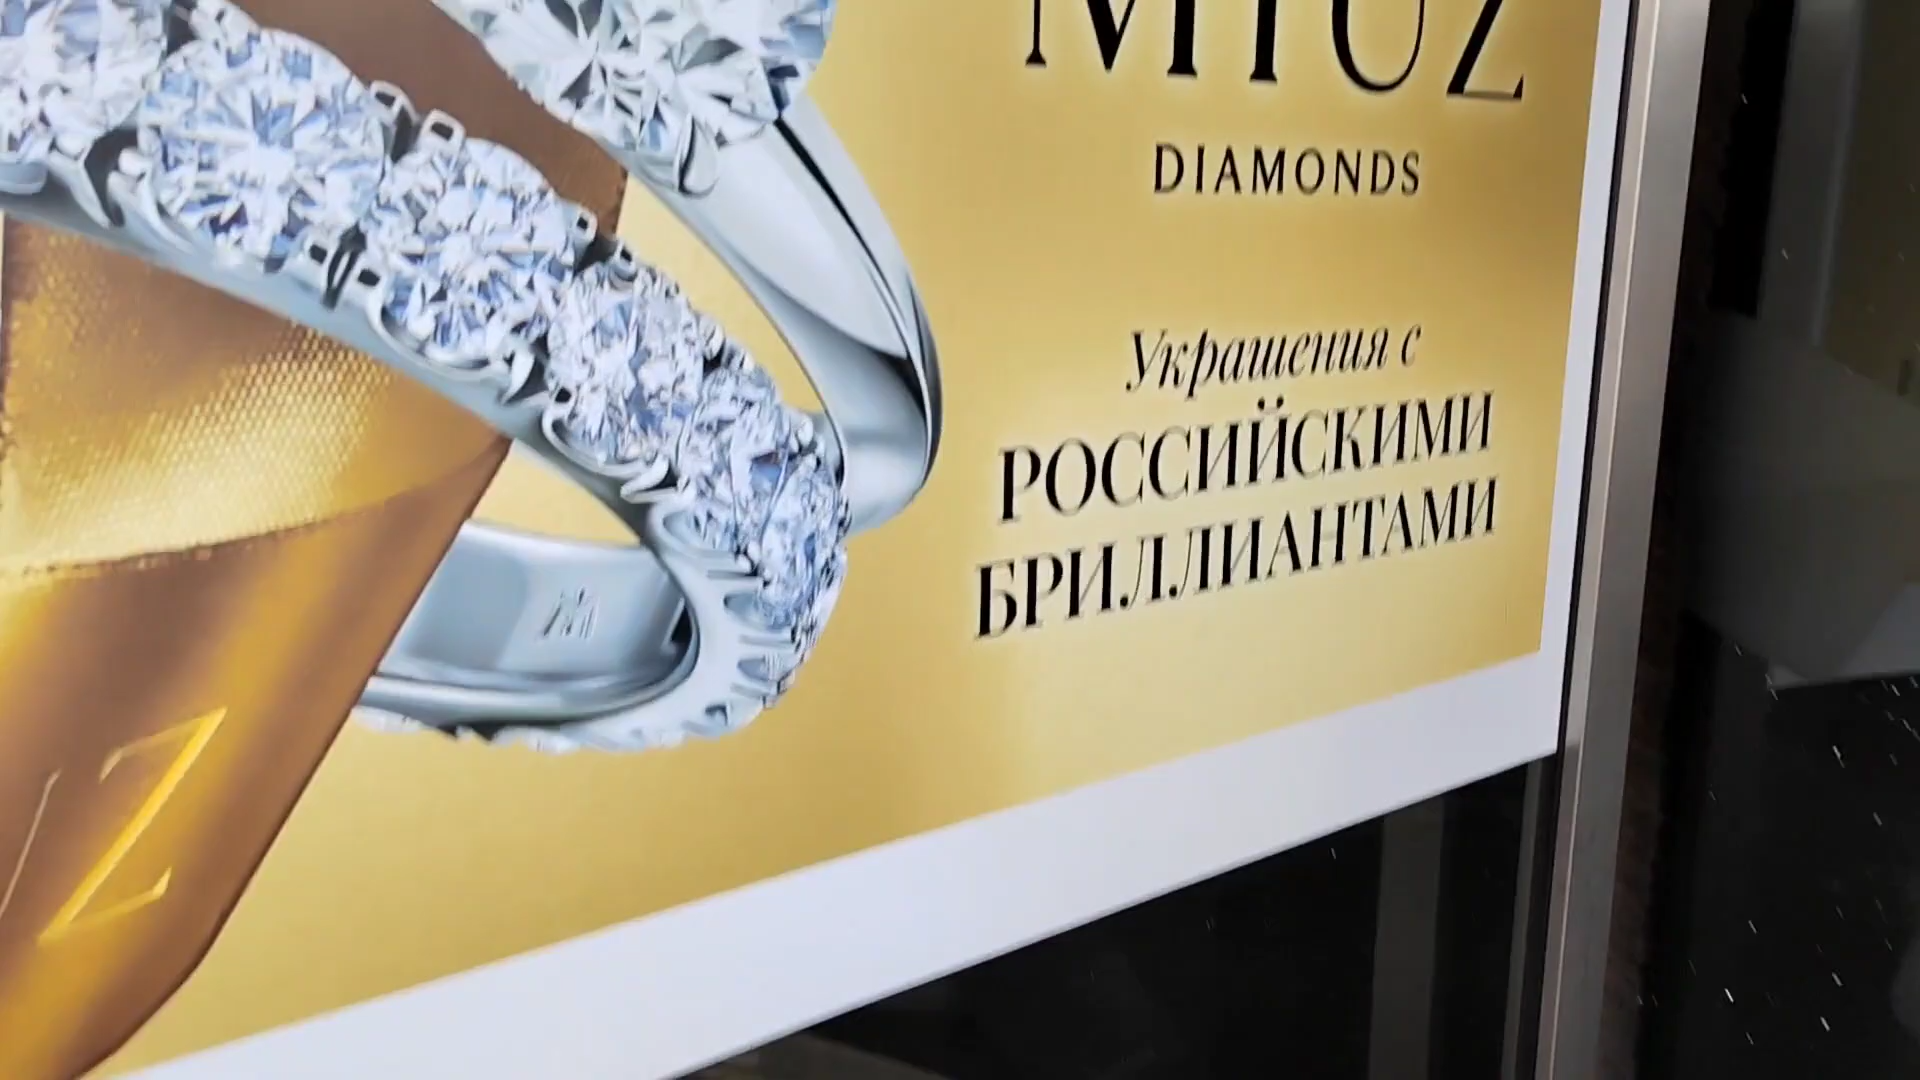 MIUZ
DIAMONDS
Украшения с
РОССИЙСКИМИ
БРИЛЛИАНТАМИ
Z